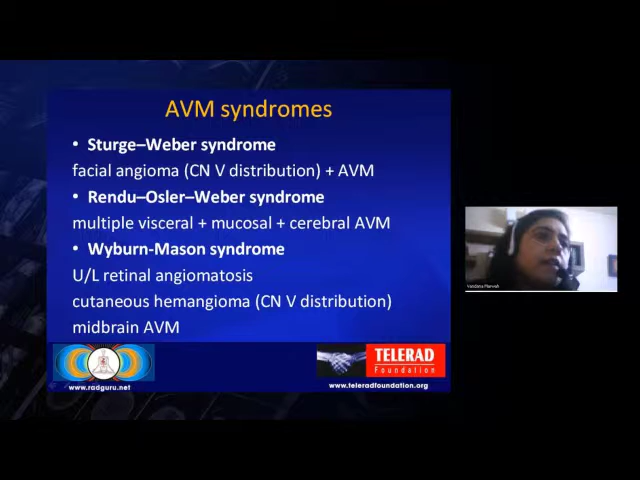 AVM syndromes
• Sturge–Weber syndrome
facial angioma (CN V distribution) + AVM
• Rendu–Osler–Weber syndrome
multiple visceral + mucosal + cerebral AVM
• Wyburn-Mason syndrome
U/L retinal angiomatosis
cutaneous hemangioma (CN V distribution)
midbrain AVM
www.radguru.net
TELERAD
Foundation
www.teleradfoundation.org